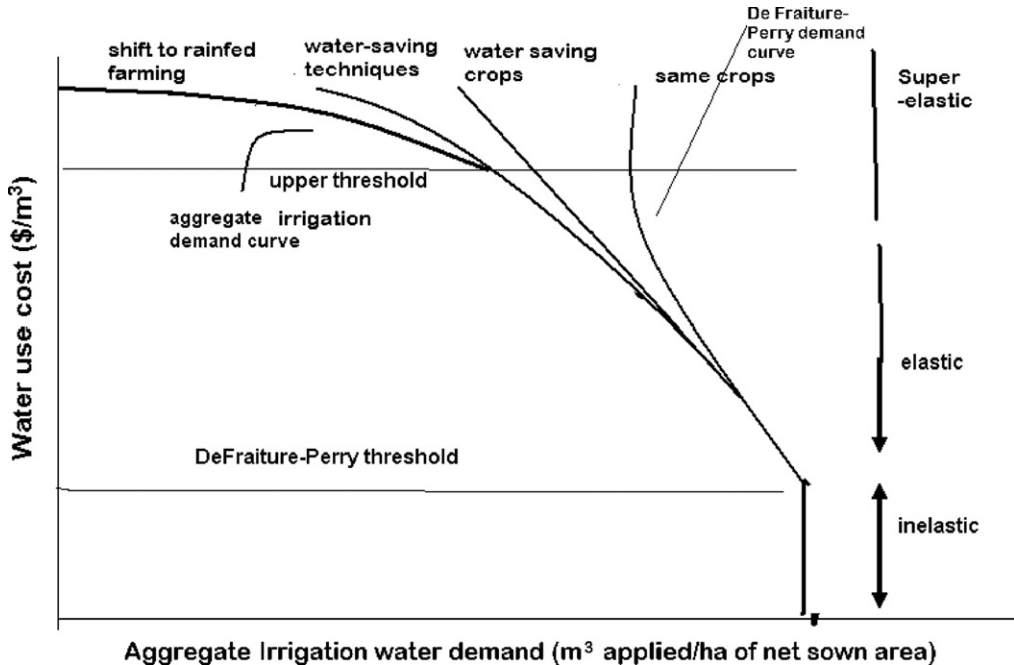 De Fraiture-
Perry demand
curve
shift to rainfed
farming
water-saving
techniques
water saving
crops
same crops
Super
-elastic
upper threshold
aggregate irrigation
demand curve
Water use cost ($/m³)
elastic
DeFraiture-Perry threshold
inelastic
Aggregate Irrigation water demand (m³ applied/ha of net sown area)